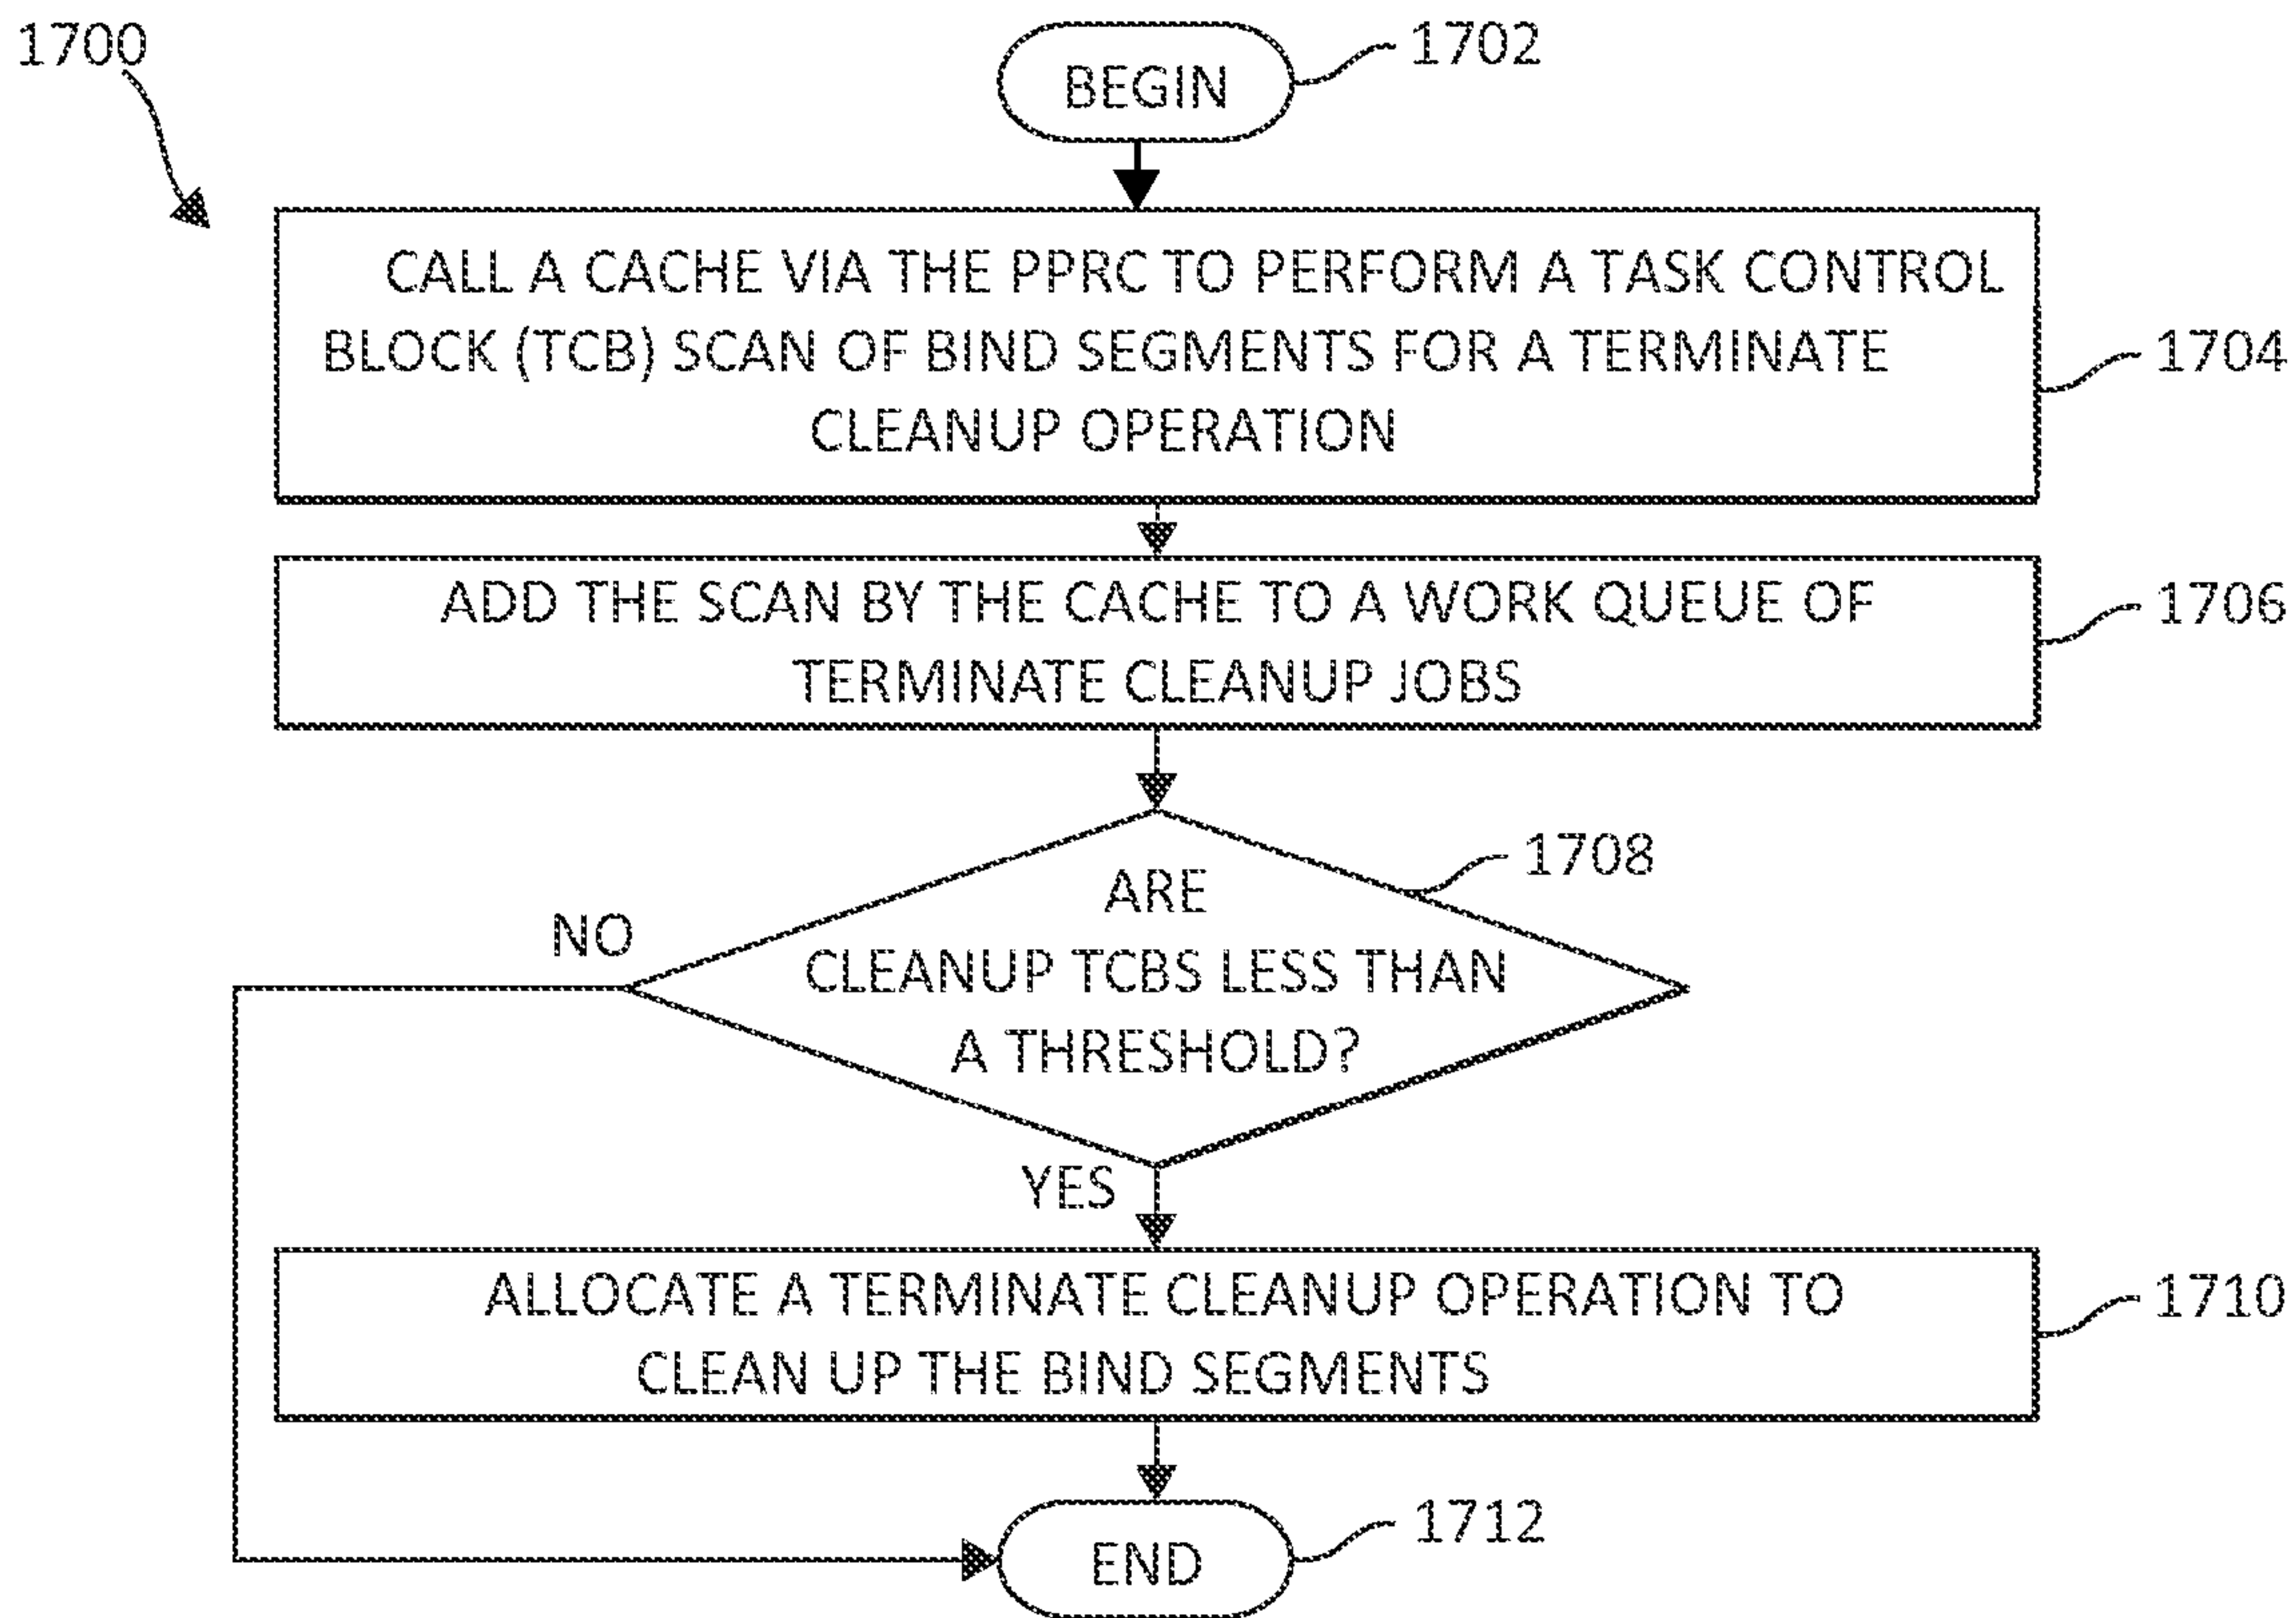 1700
BEGIN
1702
CALL A CACHE VIA THE PPRC TO PERFORM A TASK CONTROL
BLOCK (TCB) SCAN OF BIND SEGMENTS FOR A TERMINATE
CLEANUP OPERATION
1704
ADD THE SCAN BY THE CACHE TO A WORK QUEUE OF
TERMINATE CLEANUP JOBS
1706
ARE
CLEANUP TCBS LESS THAN
A THRESHOLD?
1708
NO
YES
ALLOCATE A TERMINATE CLEANUP OPERATION TO
CLEAN UP THE BIND SEGMENTS
1710
END
1712